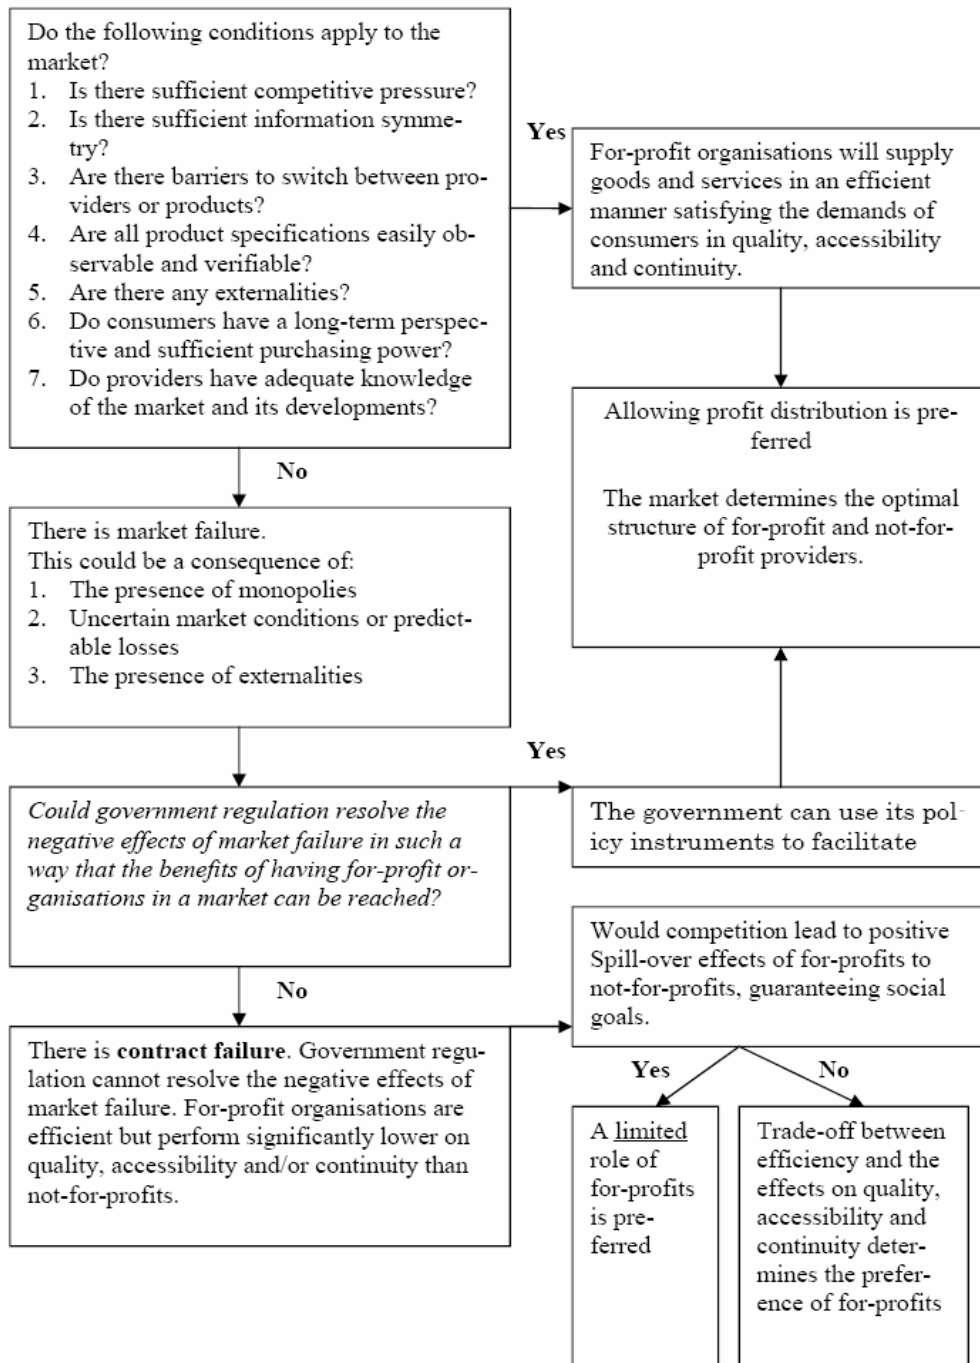 Do the following conditions apply to the
market?
1. Is there sufficient competitive pressure?
2. Is there sufficient information symme-
try?
3. Are there barriers to switch between pro-
viders or products?
4. Are all product specifications easily ob-
servable and verifiable?
5. Are there any externalities?
6. Do consumers have a long-term perspec-
tive and sufficient purchasing power?
7. Do providers have adequate knowledge
of the market and its developments?
Yes
For-profit organisations will supply
goods and services in an efficient
manner satisfying the demands of
consumers in quality, accessibility
and continuity.
Allowing profit distribution is pre-
ferred
The market determines the optimal
structure of for-profit and not-for-
profit providers.
No
There is market failure.
This could be a consequence of:
1. The presence of monopolies
2. Uncertain market conditions or predict-
able losses
3. The presence of externalities
Yes
Could government regulation resolve the
negative effects of market failure in such a
way that the benefits of having for-profit or-
ganisations in a market can be reached?
The government can use its pol-
icy instruments to facilitate
No
There is contract failure. Government regu-
lation cannot resolve the negative effects of
market failure. For-profit organisations are
efficient but perform significantly lower on
quality, accessibility and/or continuity than
not-for-profits.
Would competition lead to positive
Spill-over effects of for-profits to
not-for-profits, guaranteeing social
goals.
Yes
No
A limited
role of
for-profits
is pre-
ferred
Trade-off between
efficiency and the
effects on quality,
accessibility and
continuity deter-
mines the prefer-
ence of for-profits